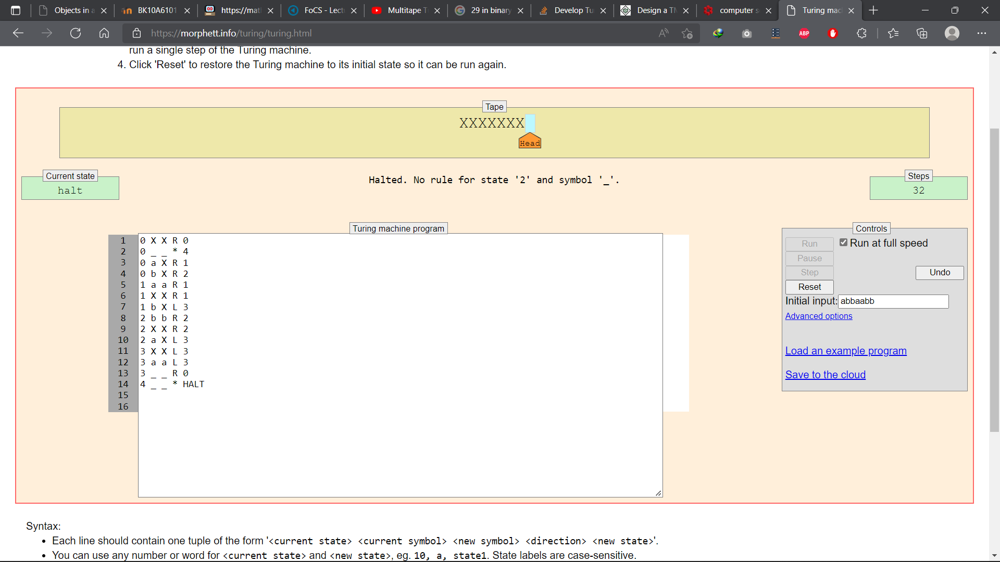 Objects in a
BK10A6101
https://mat
FoCS - Lect
Multitape T
29 in binary
Develop Tu
Design a TM
computer s
Turing mac
https://morphett.info/turing/turing.html
ABP
run a single step of the Turing machine.
4. Click 'Reset' to restore the Turing machine to its initial state so it can be run again.
Tape
XXXXXXX
Head
Current state
halt
Halted. No rule for state '2' and symbol '_'.
Steps
32
Turing machine program
1 0 X X R 0
2 0 _ _ * 4
3 0 a X R 1
4 0 b X R 2
5 1 a a R 1
6 1 X X R 1
7 1 b X L 3
8 2 b b R 2
9 2 X X R 2
10 2 a X L 3
11 3 X X L 3
12 3 a a L 3
13 3 _ _ R 0
14 4 _ _ * HALT
15
16
Controls
Run
Run at full speed
Pause
Step
Undo
Reset
Initial input: abbaabb
Advanced options
Load an example program
Save to the cloud
Syntax:
• Each line should contain one tuple of the form '<current state> <current symbol> <new symbol> <direction> <new state>'.
• You can use any number or word for <current state> and <new state>, eg. 10, a, state1. State labels are case-sensitive.